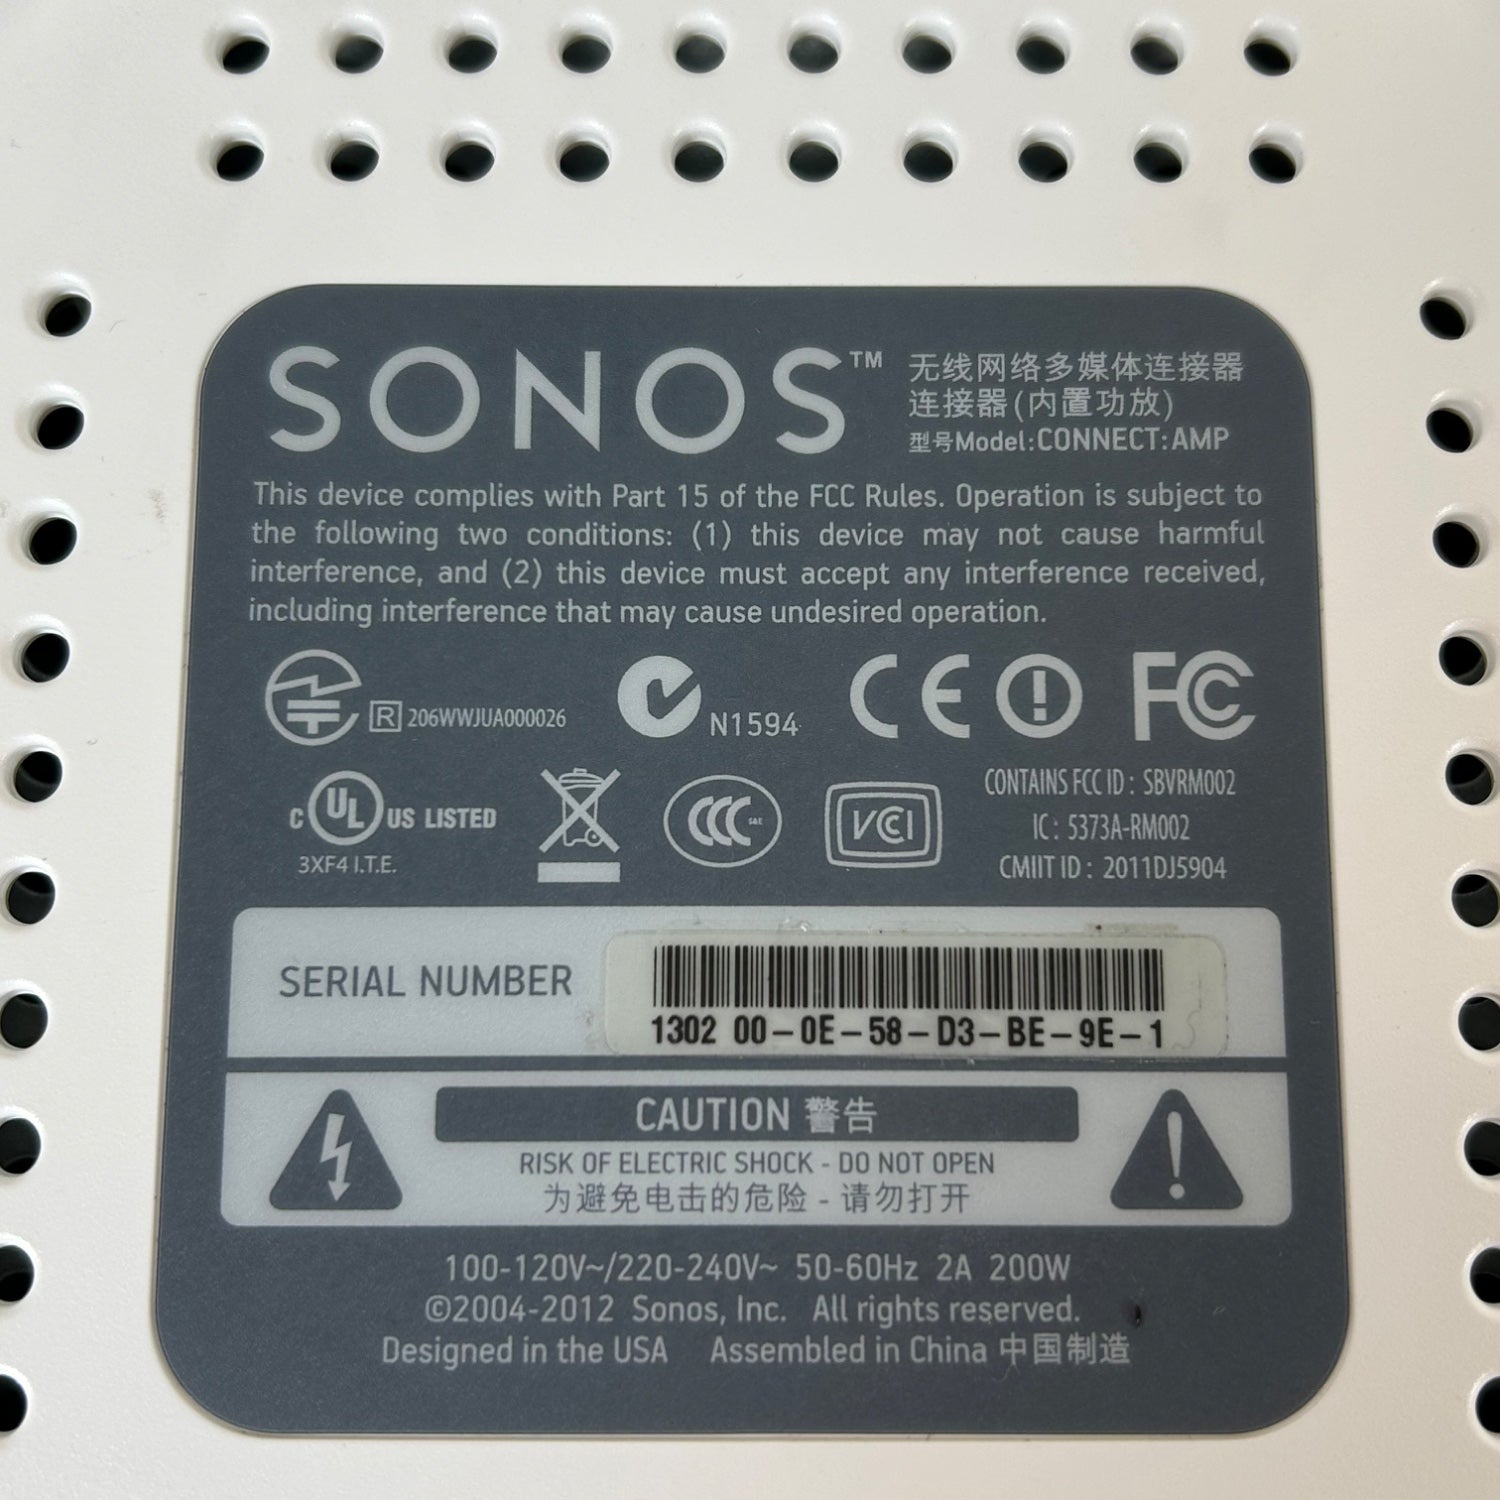 SONOS™
无线网络多媒体连接器
连接器(内置功放)
型号Model:CONNECT:AMP
This device complies with Part 15 of the FCC Rules. Operation is subject to
the following two conditions: (1) this device may not cause harmful
interference, and (2) this device must accept any interference received,
including interference that may cause undesired operation.
R 206WWJUA000026
N1594
CE
FC
C UL US LISTED
3XF4 I.T.E.
CCC S&E
VCCI
CONTAINS FCC ID : SBVRM002
IC : 5373A-RM002
CMIIT ID : 2011DJ5904
SERIAL NUMBER
1302 00-0E-58-D3-BE-9E-1
CAUTION 警告
RISK OF ELECTRIC SHOCK - DO NOT OPEN
为避免电击的危险 - 请勿打开
100-120V~/220-240V~ 50-60Hz 2A 200W
©2004-2012 Sonos, Inc. All rights reserved.
Designed in the USA Assembled in China 中国制造